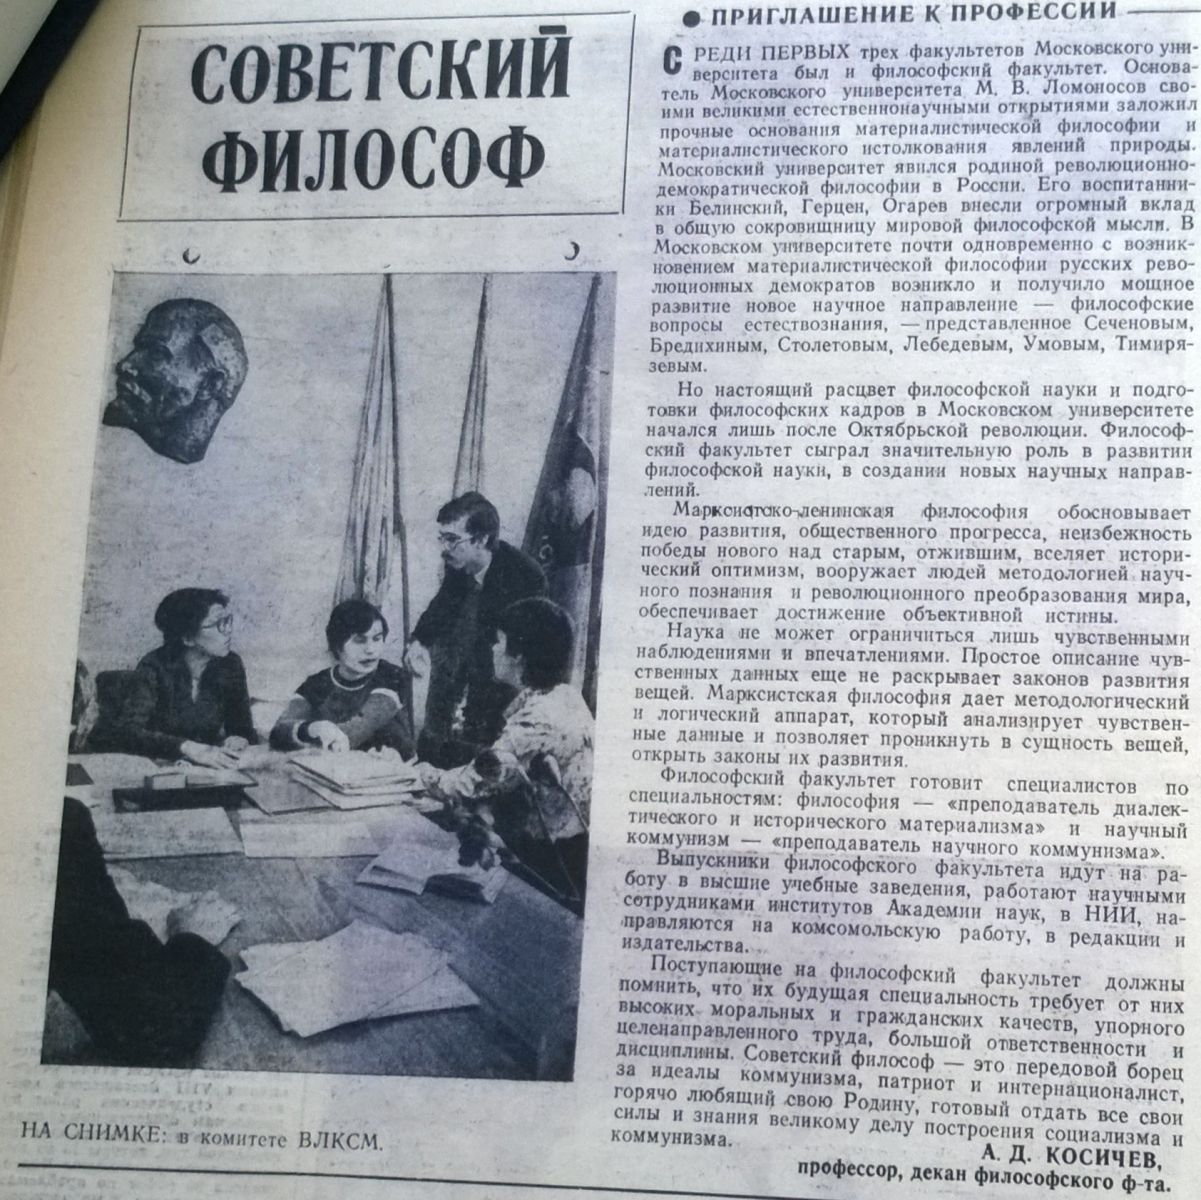 СОВЕТСКИЙ
ФИЛОСОФ
НА СНИМКЕ: в комитете ВЛКСМ.
● ПРИГЛАШЕНИЕ К ПРОФЕССИИ
СРЕДИ ПЕРВЫХ трех факультетов Московского уни-
верситета был и философский факультет. Основа-
тель Московского университета М. В. Ломоносов сво-
ими великими естественнонаучными открытиями заложил
прочные основания материалистической философии и
материалистического истолкования явлений природы.
Московский университет явился родиной революционно-
демократической философии в России. Его воспитанни-
ки Белинский, Герцен, Огарев внесли огромный вклад
в общую сокровищницу мировой философской мысли. В
Московском университете почти одновременно с возник-
новением материалистической философии русских рево-
люционных демократов возникло и получило мощное
развитие новое научное направление — философские
вопросы естествознания, — представленное Сеченовым,
Бредихиным, Столетовым, Лебедевым, Умовым, Тимиря-
зевым.
Но настоящий расцвет философской науки и подго-
товки философских кадров в Московском университете
начался лишь после Октябрьской революции. Философ-
ский факультет сыграл значительную роль в развитии
философской науки, в создании новых научных направ-
лений.
Марксистско-ленинская философия обосновывает
идею развития, общественного прогресса, неизбежность
победы нового над старым, отжившим, вселяет истори-
ческий оптимизм, вооружает людей методологией науч-
ного познания и революционного преобразования мира,
обеспечивает достижение объективной истины.
Наука не может ограничиться лишь чувственными
наблюдениями и впечатлениями. Простое описание чув-
ственных данных еще не раскрывает законов развития
вещей. Марксистская философия дает методологический
и логический аппарат, который анализирует чувствен-
ные данные и позволяет проникнуть в сущность вещей,
открыть законы их развития.
Философский факультет готовит специалистов по
специальностям: философия — «преподаватель диалек-
тического и исторического материализма» и научный
коммунизм — «преподаватель научного коммунизма».
Выпускники философского факультета идут на ра-
боту в высшие учебные заведения, работают научными
сотрудниками институтов Академии наук, в НИИ, на-
правляются на комсомольскую работу, в редакции и
издательства.
Поступающие на философский факультет должны
помнить, что их будущая специальность требует от них
высоких моральных и гражданских качеств, упорного
целенаправленного труда, большой ответственности и
дисциплины. Советский философ — это передовой борец
за идеалы коммунизма, патриот и интернационалист,
горячо любящий свою Родину, готовый отдать все свои
силы и знания великому делу построения социализма и
коммунизма.
А. Д. КОСИЧЕВ,
профессор, декан философского ф-та.